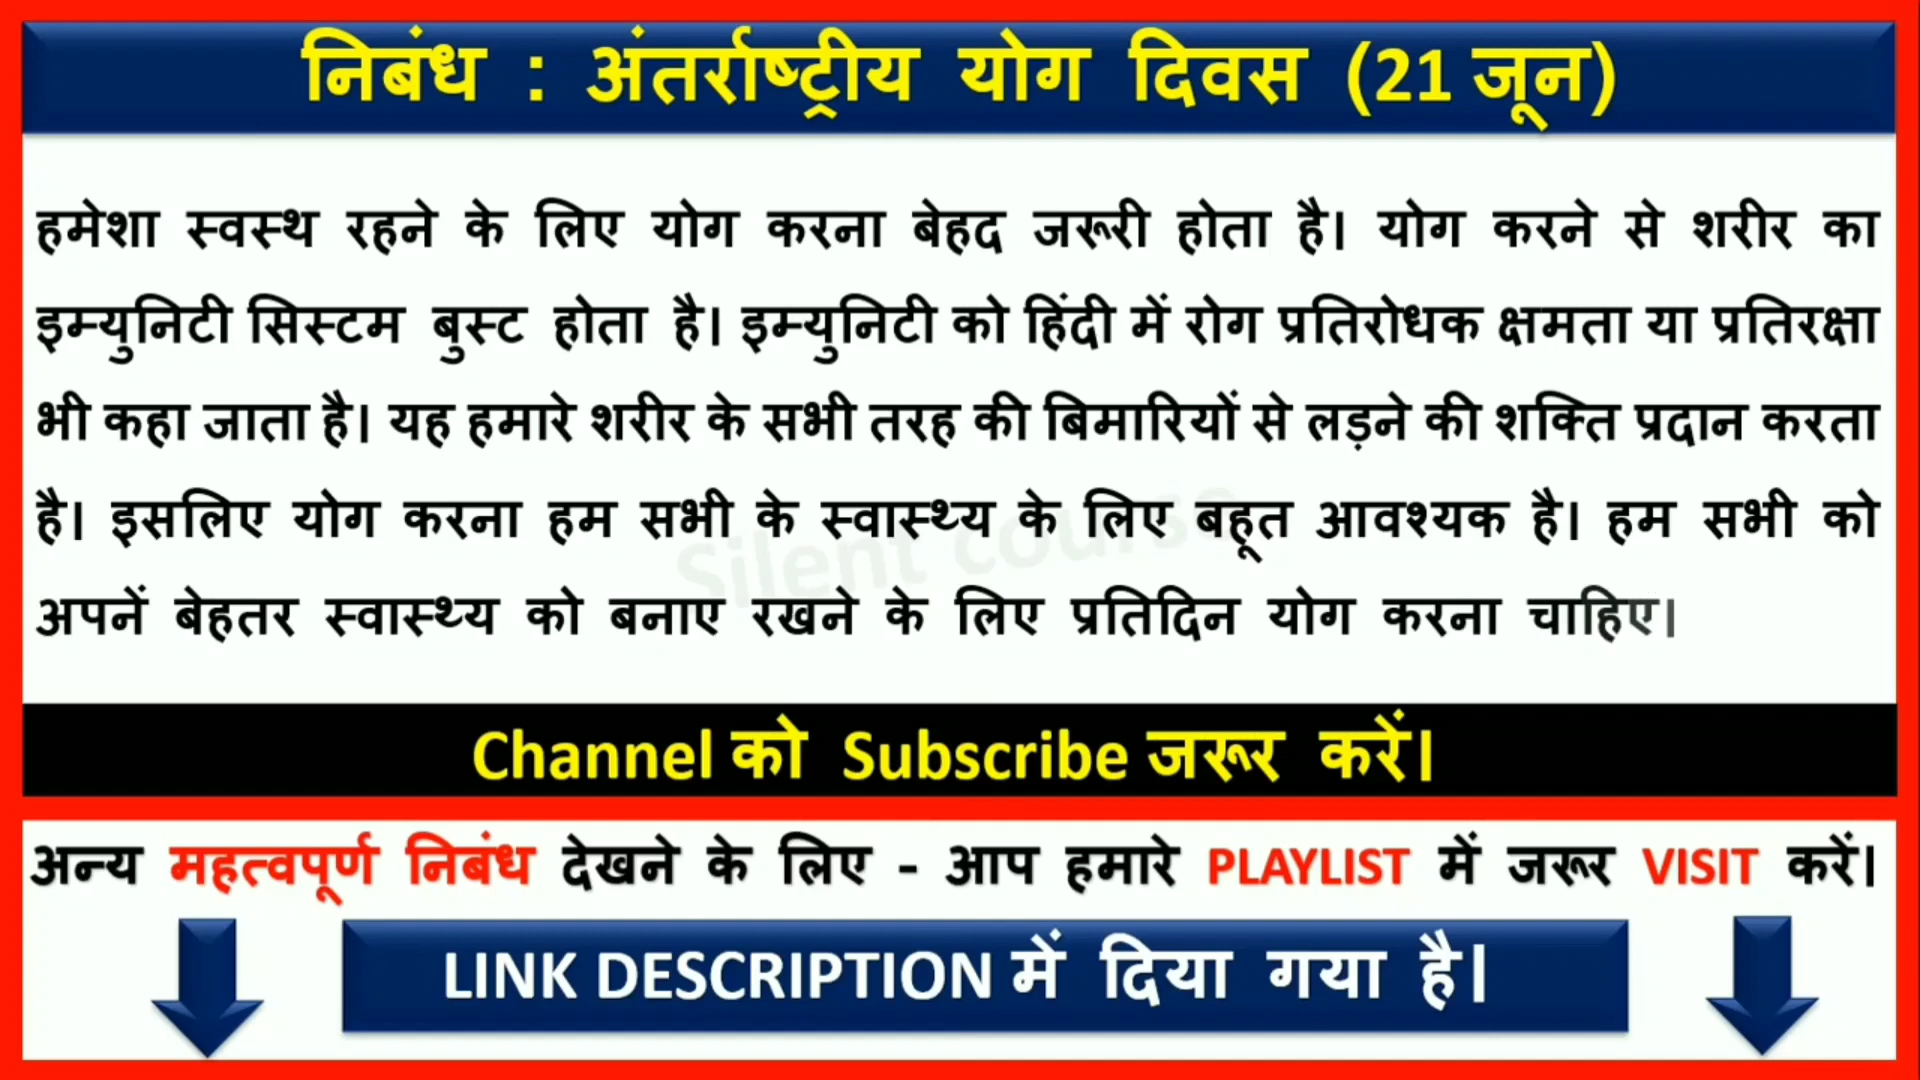 निबंध : अंतर्राष्ट्रीय योग दिवस (21 जून)
हमेशा स्वस्थ रहने के लिए योग करना बेहद जरूरी होता है। योग करने से शरीर का
इम्युनिटी सिस्टम बुस्ट होता है। इम्युनिटी को हिंदी में रोग प्रतिरोधक क्षमता या प्रतिरक्षा
भी कहा जाता है। यह हमारे शरीर के सभी तरह की बिमारियों से लड़ने की शक्ति प्रदान करता
है। इसलिए योग करना हम सभी के स्वास्थ्य के लिए बहूत आवश्यक है। हम सभी को
अपनें बेहतर स्वास्थ्य को बनाए रखने के लिए प्रतिदिन योग करना चाहिए।
Silent course
Channel को Subscribe जरूर करें।
अन्य महत्वपूर्ण निबंध देखने के लिए - आप हमारे PLAYLIST में जरूर VISIT करें।
LINK DESCRIPTION में दिया गया है।